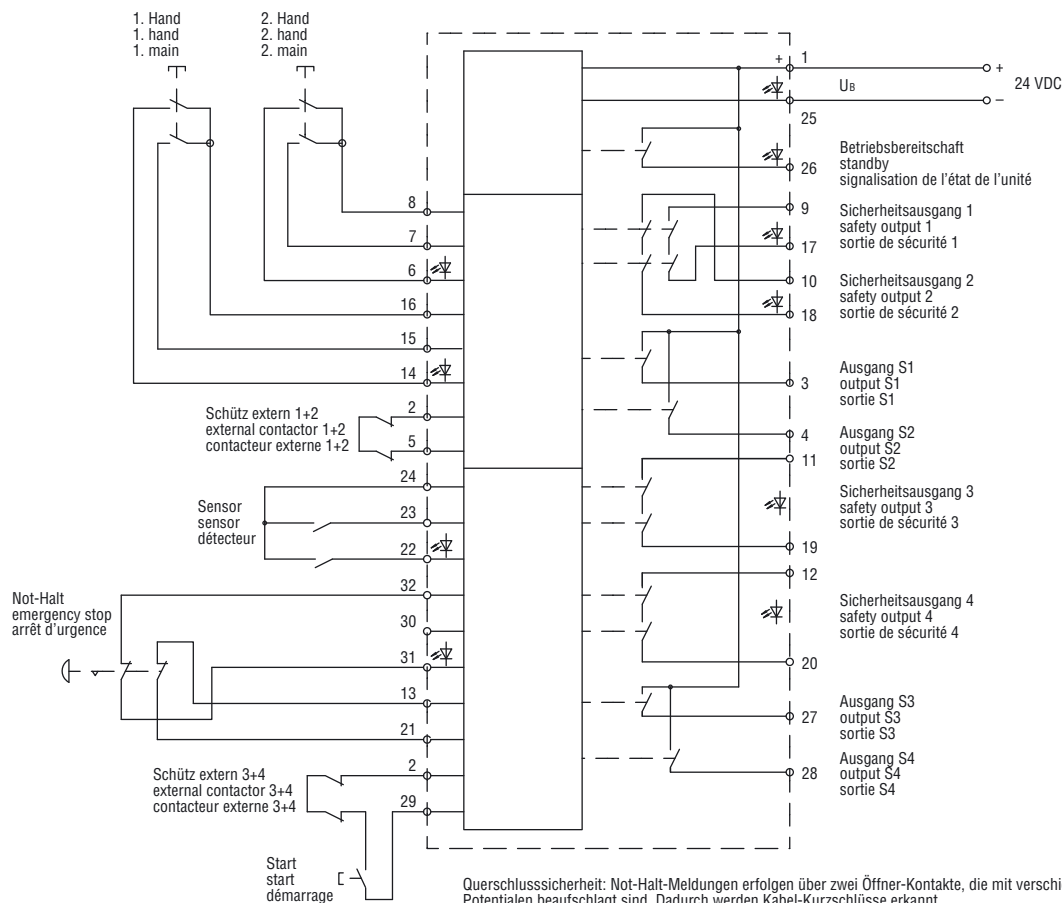 1. Hand
1. hand
1. main
2. Hand
2. hand
2. main
+
1
UB
25
+
–
24 VDC
Betriebsbereitschaft
standby
signalisation de l’état de l’unité
26
8
7
6
16
15
14
9
17
10
18
Sicherheitsausgang 1
safety output 1
sortie de sécurité 1
Sicherheitsausgang 2
safety output 2
sortie de sécurité 2
3
Ausgang S1
output S1
sortie S1
Schütz extern 1+2
external contactor 1+2
contacteur externe 1+2
2
5
4
Ausgang S2
output S2
sortie S2
11
Sensor
sensor
détecteur
24
23
22
Sicherheitsausgang 3
safety output 3
sortie de sécurité 3
19
Not-Halt
emergency stop
arrêt d’urgence
32
30
31
13
21
12
Sicherheitsausgang 4
safety output 4
sortie de sécurité 4
20
27
Ausgang S3
output S3
sortie S3
Schütz extern 3+4
external contactor 3+4
contacteur externe 3+4
2
29
28
Ausgang S4
output S4
sortie S4
Start
start
démarrage
Querschlusssicherheit: Not-Halt-Meldungen erfolgen über zwei Öffner-Kontakte, die mit verschi
Potentialen beaufschlagt sind. Dadurch werden Kabel-Kurzschlüsse erkannt